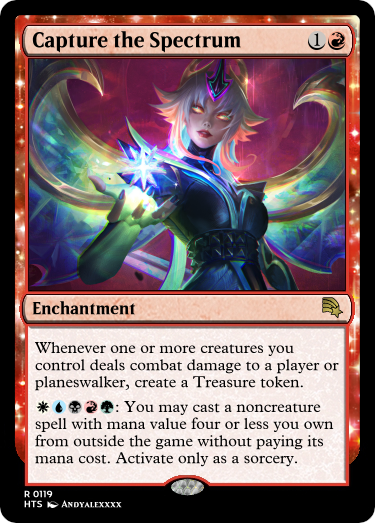 Capture the Spectrum 1
Enchantment
Whenever one or more creatures you
control deals combat damage to a player or
planeswalker, create a Treasure token.
: You may cast a noncreature
spell with mana value four or less you own
from outside the game without paying its
mana cost. Activate only as a sorcery.
R 0119
HTS Andyalexxxx